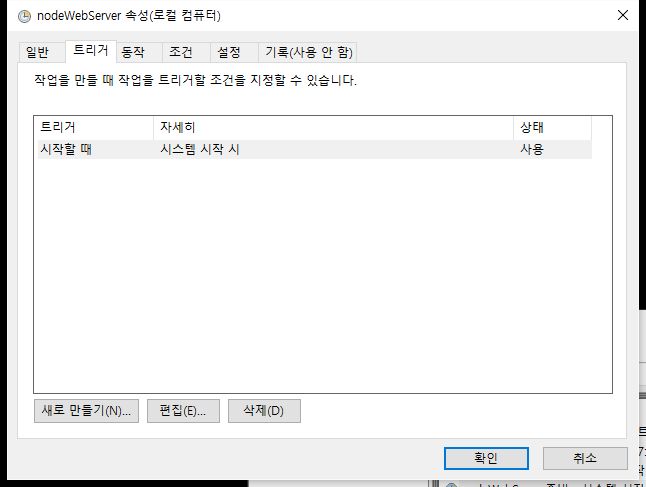 nodeWebServer 속성(로컬 컴퓨터)
일반 트리거 동작 조건 설정 기록(사용 안 함)
작업을 만들 때 작업을 트리거할 조건을 지정할 수 있습니다.
트리거 자세히 상태
시작할 때 시스템 시작 시 사용
새로 만들기(N)... 편집(E)... 삭제(D)
확인 취소